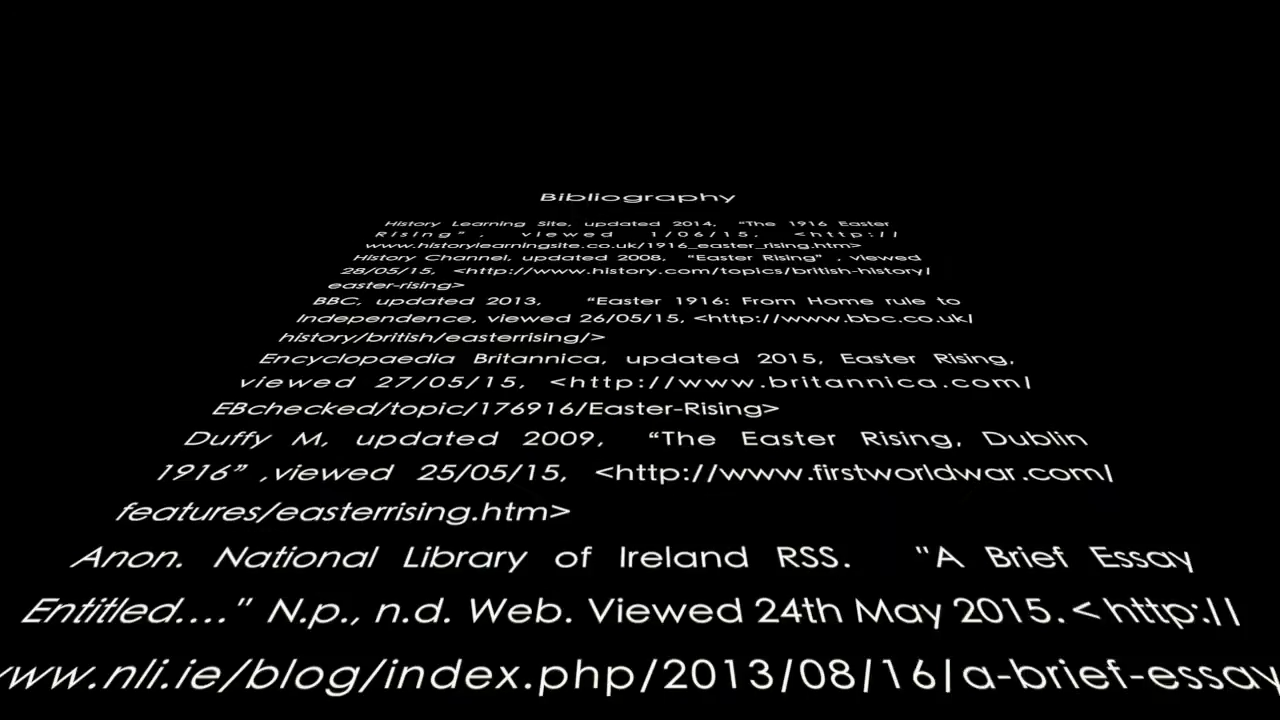 Bibliography
History Learning Site, updated 2014, “The 1916 Easter
Rising” , viewed 1/06/15, <http://
www.historylearningsite.co.uk/1916_easter_rising.htm>
History Channel, updated 2008, “Easter Rising” , viewed
28/05/15, <http://www.history.com/topics/british-history/
easter-rising>
BBC, updated 2013, “Easter 1916: From Home rule to
Independence, viewed 26/05/15, <http://www.bbc.co.uk/
history/british/easterrising/>
Encyclopaedia Britannica, updated 2015, Easter Rising,
viewed 27/05/15, <http://www.britannica.com/
EBchecked/topic/176916/Easter-Rising>
Duffy M, updated 2009, “The Easter Rising, Dublin
1916” ,viewed 25/05/15, <http://www.firstworldwar.com/
features/easterrising.htm>
Anon. National Library of Ireland RSS. "A Brief Essay
Entitled...." N.p., n.d. Web. Viewed 24th May 2015. < http://
www.nli.ie/blog/index.php/2013/08/16/a-brief-essay